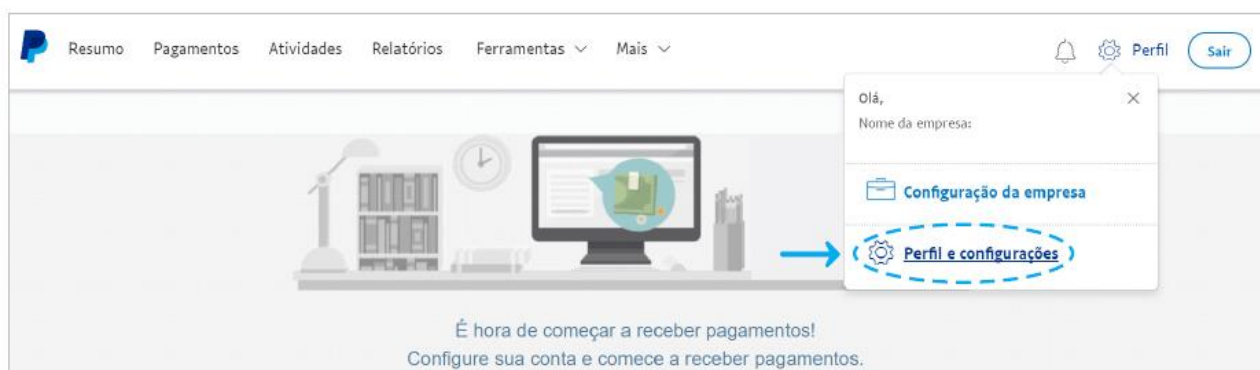 Resumo Pagamentos Atividades Relatórios Ferramentas Mais Perfil Sair
Olá,
Nome da empresa:
Configuração da empresa
Perfil e configurações
É hora de começar a receber pagamentos!
Configure sua conta e comece a receber pagamentos.